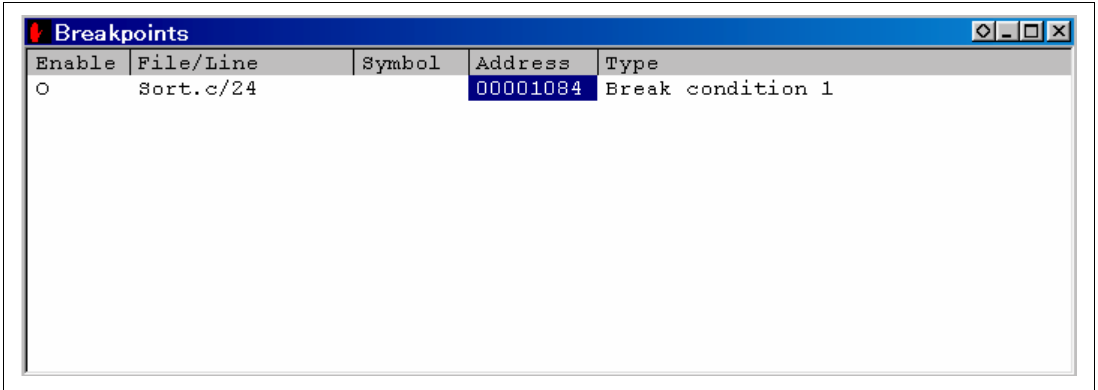 Breakpoints
Enable File/Line Symbol Address Type
O Sort.c/24 00001084 Break condition 1